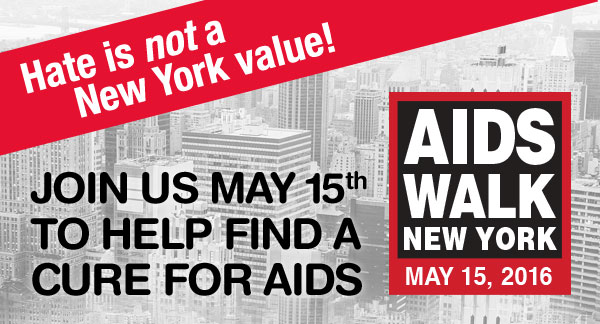 Hate is not a
New York value!
JOIN US MAY 15th
TO HELP FIND A
CURE FOR AIDS
AIDS
WALK
NEW YORK
MAY 15, 2016